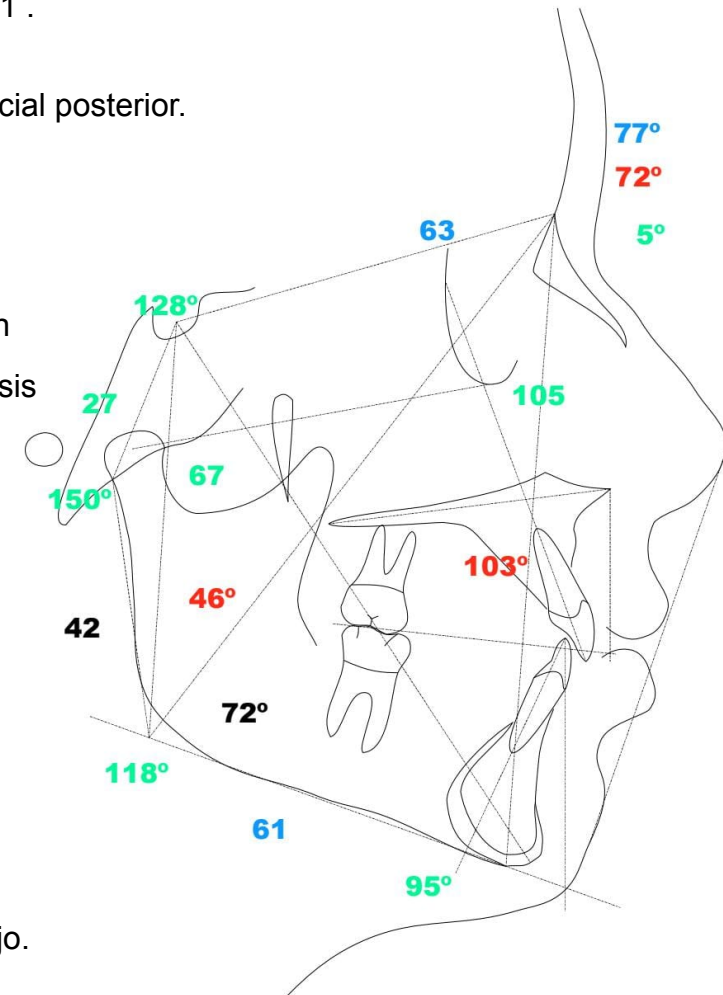 1 .
cial posterior.
77º
72º
63
5º
128º
n
sis
27
105
67
150º
103º
46º
42
72º
118º
61
95º
jo.